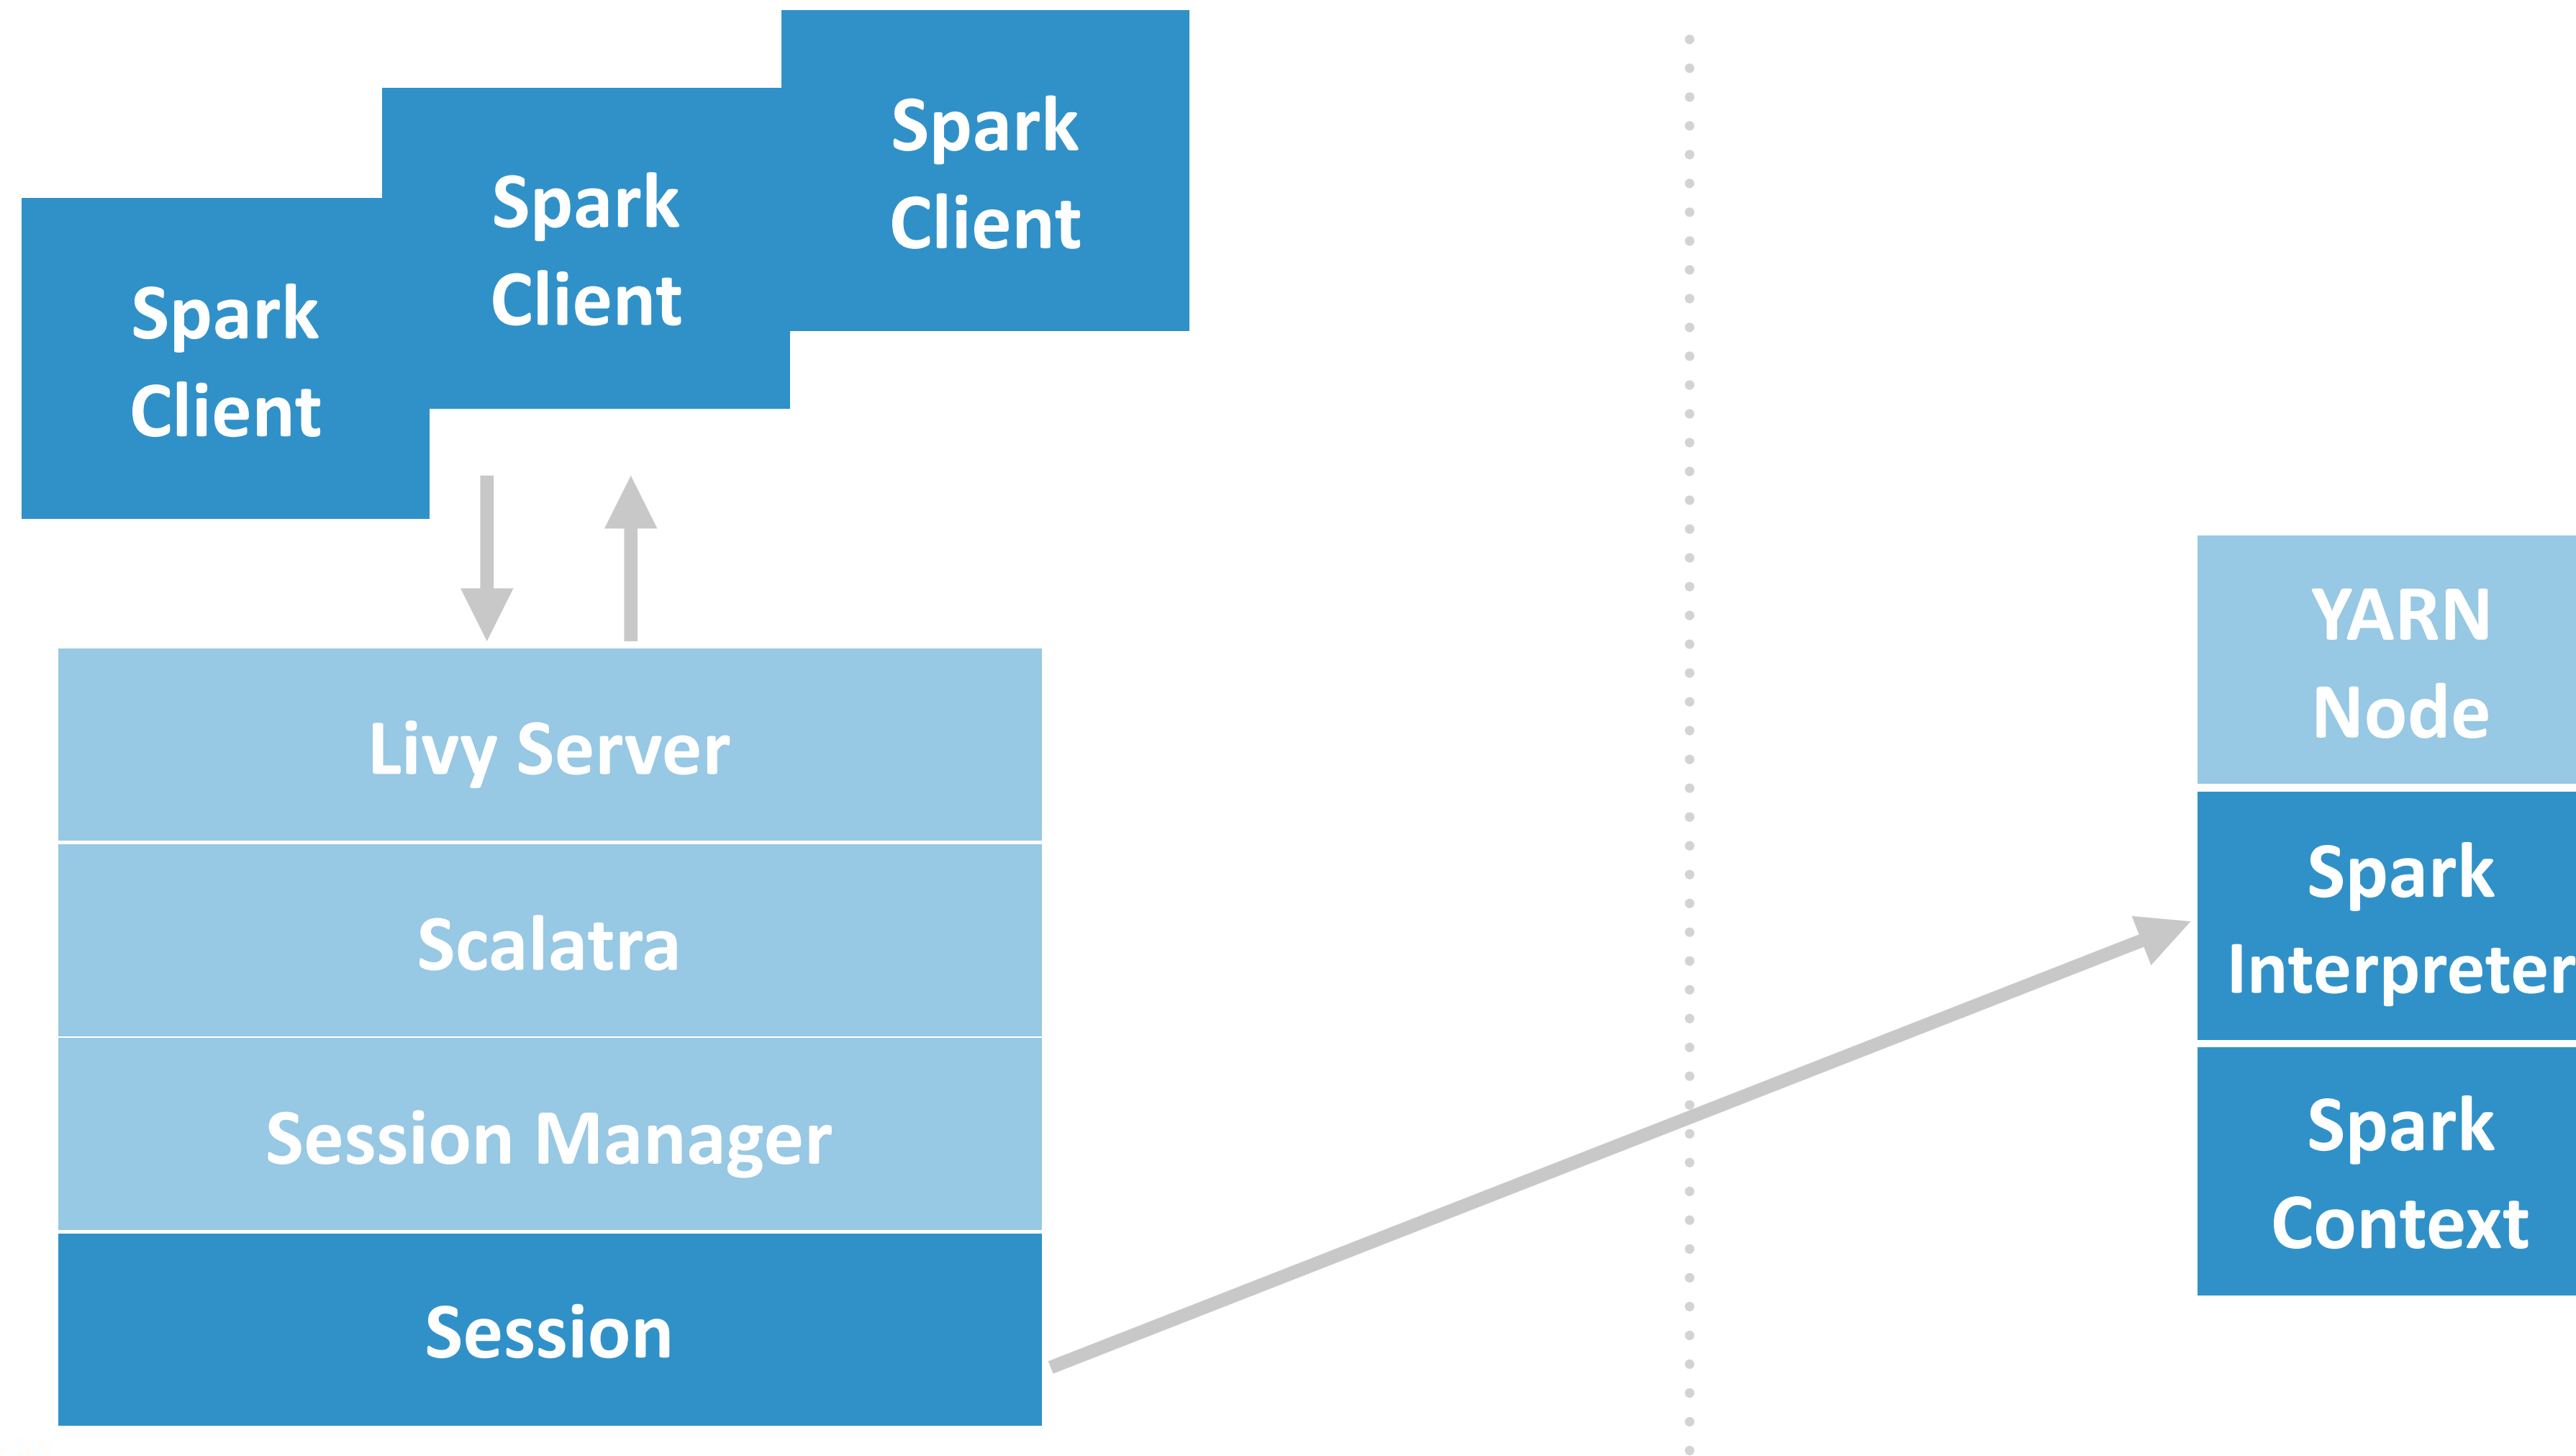 Spark
Client
Spark
Client
Spark
Client
Livy Server
Scalatra
Session Manager
Session
YARN
Node
Spark
Interpreter
Spark
Context